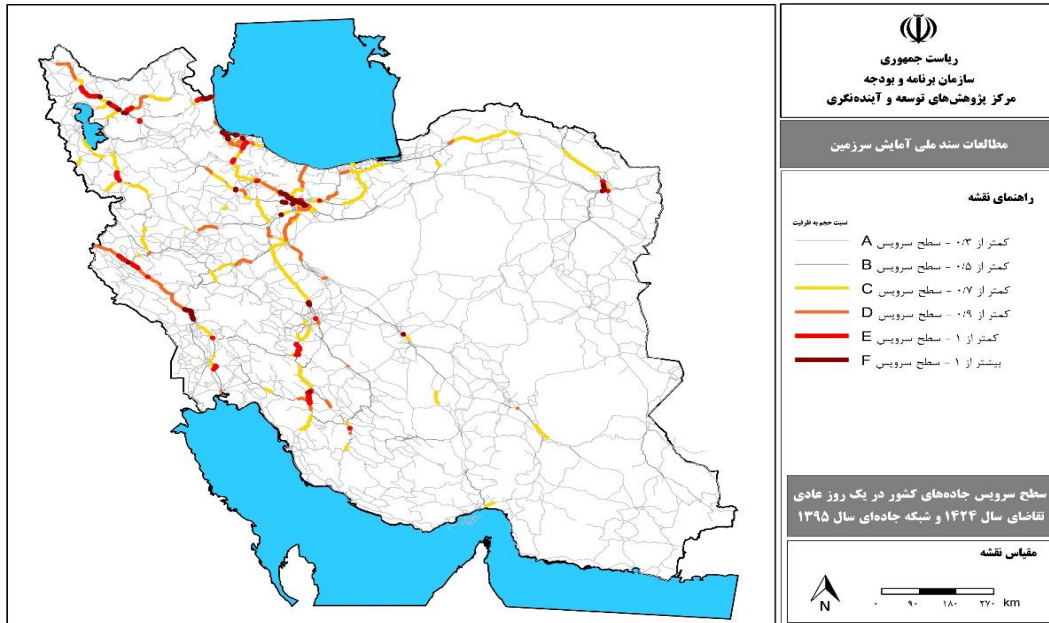 ریاست جمهوری
سازمان برنامه و بودجه
مرکز پژوهش‌های توسعه و آینده‌نگری
مطالعات سند ملی آمایش سرزمین
راهنمای نقشه
نسبت حجم به ظرفیت
کمتر از ۰/۳ - سطح سرویس A
کمتر از ۰/۵ - سطح سرویس B
کمتر از ۰/۷ - سطح سرویس C
کمتر از ۰/۹ - سطح سرویس D
کمتر از ۱ - سطح سرویس E
بیشتر از ۱ - سطح سرویس F
سطح سرویس جاده‌های کشور در یک روز عادی
تقاضای سال ۱۴۲۴ و شبکه جاده‌ای سال ۱۳۹۵
مقیاس نقشه
N
۰ ۹۰ ۱۸۰ ۲۷۰ km